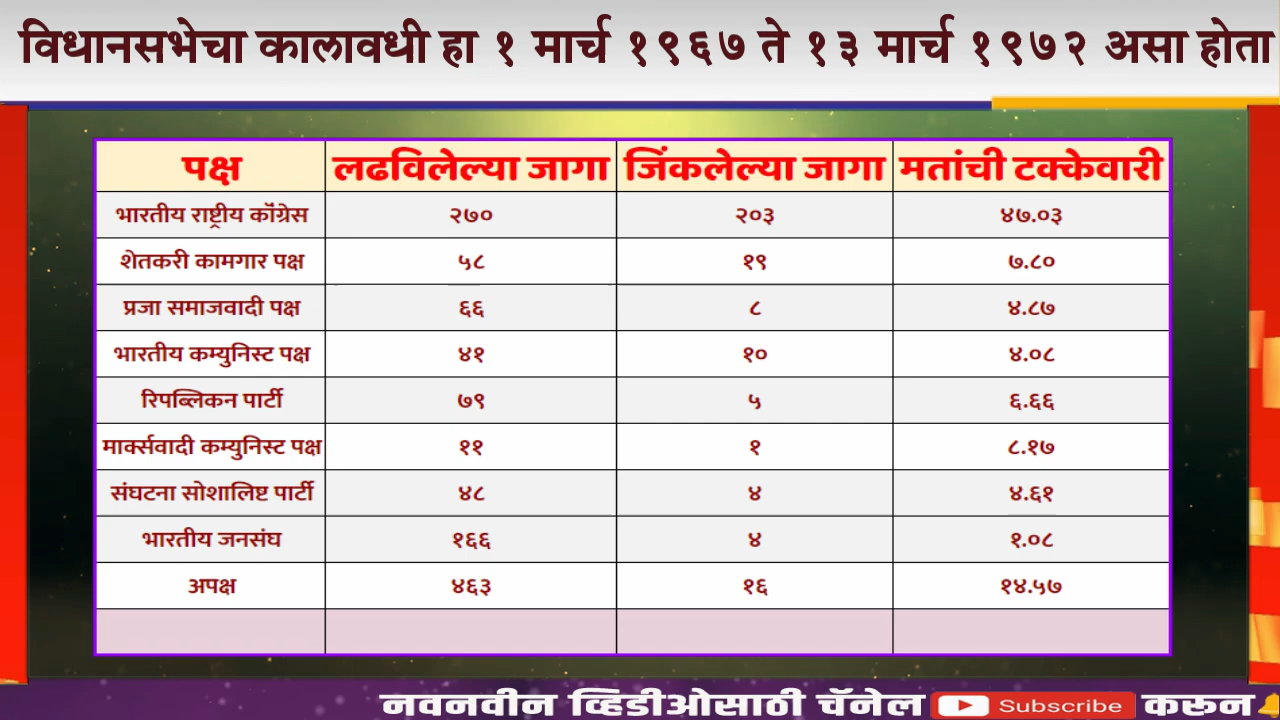 विधानसभेचा कालावधी हा १ मार्च १९६७ ते १३ मार्च १९७२ असा होता
पक्ष लढविलेल्या जागा जिंकलेल्या जागा मतांची टक्केवारी
भारतीय राष्ट्रीय कॉंग्रेस २७० २०३ ४७.०३
शेतकरी कामगार पक्ष ५८ १९ ७.८०
प्रजा समाजवादी पक्ष ६६ ८ ४.८७
भारतीय कम्युनिस्ट पक्ष ४१ १० ४.०८
रिपब्लिकन पार्टी ७९ ५ ६.६६
मार्क्सवादी कम्युनिस्ट पक्ष ११ १ ८.१७
संघटना सोशालिष्ट पार्टी ४८ ४ ४.६१
भारतीय जनसंघ १६६ ४ १.०८
अपक्ष ४६३ १६ १४.५७
नवनवीन व्हिडीओसाठी चॅनेल Subscribe करून